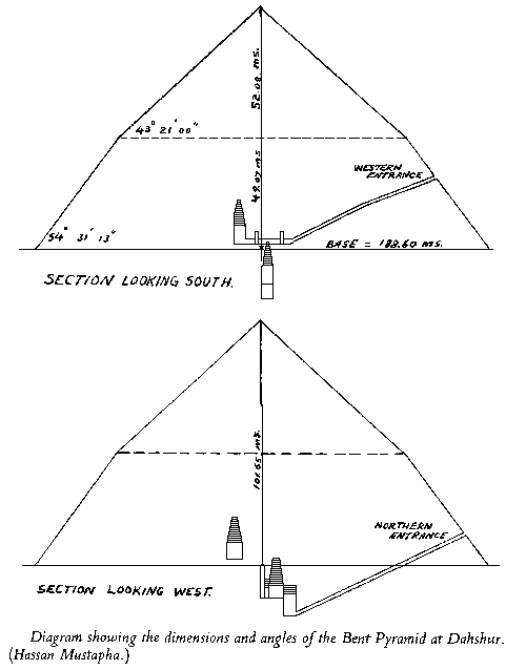 52.08. ms.
43° 21' 00"
49.07 ms
WESTERN
ENTRANCE
54° 31' 13"
BASE = 188.60 ms.
SECTION LOOKING SOUTH.
ms.
NORTHERN
ENTRANCE
SECTION LOOKING WEST.
Diagram showing the dimensions and angles of the Bent Pyramid at Dahshur.
(Hassan Mustapha.)